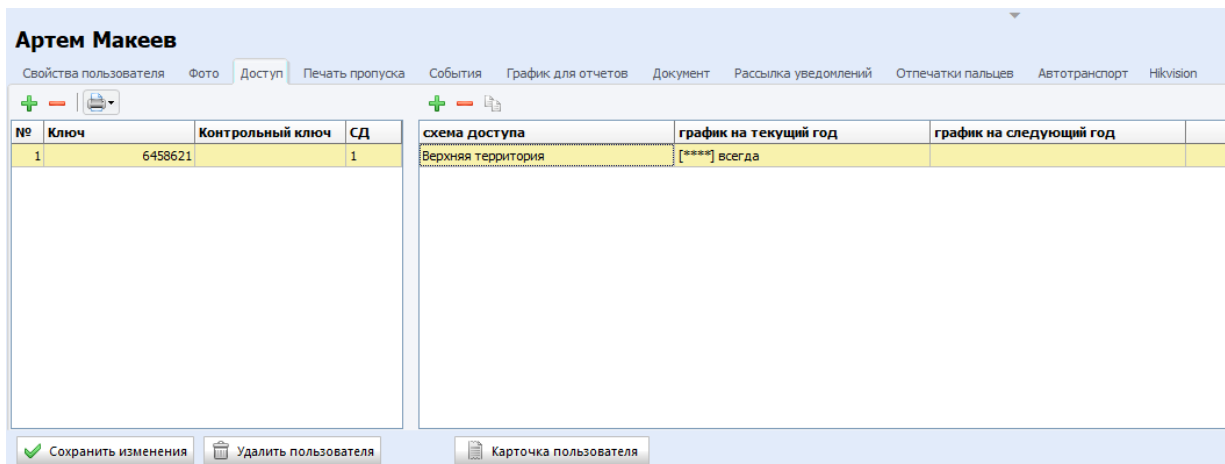 Артем Макеев
Свойства пользователя Фото Доступ Печать пропуска События График для отчетов Документ Рассылка уведомлений Отпечатки пальцев Автотранспорт Hikvision
№ Ключ Контрольный ключ СД схема доступа график на текущий год график на следующий год
1 6458621 1 Верхняя территория [****] всегда
Сохранить изменения Удалить пользователя Карточка пользователя